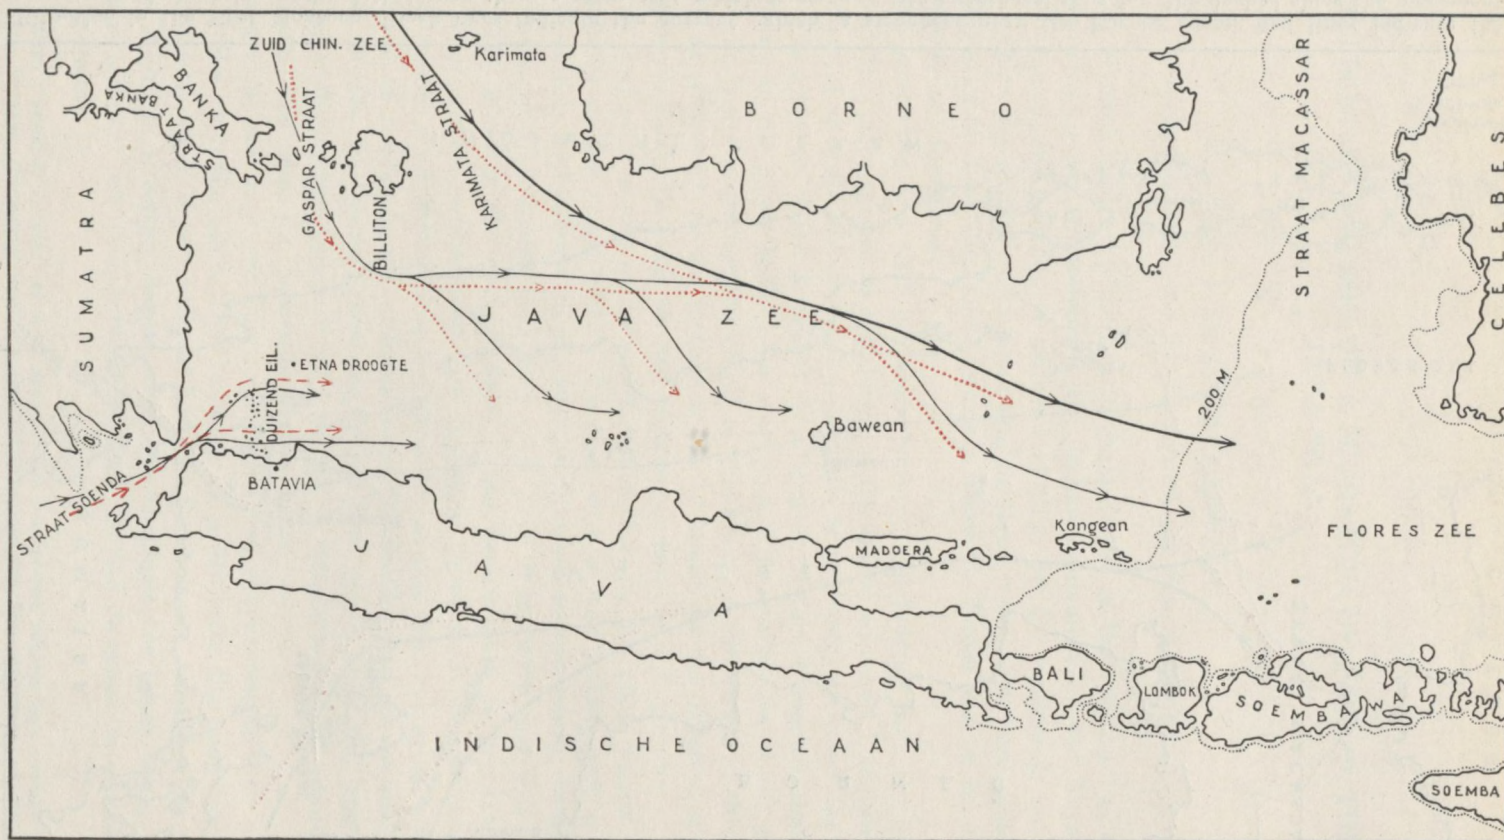 ZUID CHIN. ZEE
Karimata
BANKA
STRAAT BANKA
GASPAR STRAAT
KARIMATA STRAAT
BORNEO
STRAAT MACASSAR
CELEBES
SUMATRA
BILLITON
JAVA ZEE
DUIZEND EIL.
ETNA DROOGTE
200 M
Bawean
BATAVIA
STRAAT SOENDA
Kangean
FLORES ZEE
MADOERA
JAVA
BALI
LOMBOK
SOEMBAWA
INDISCHE OCEAAN
SOEMBA